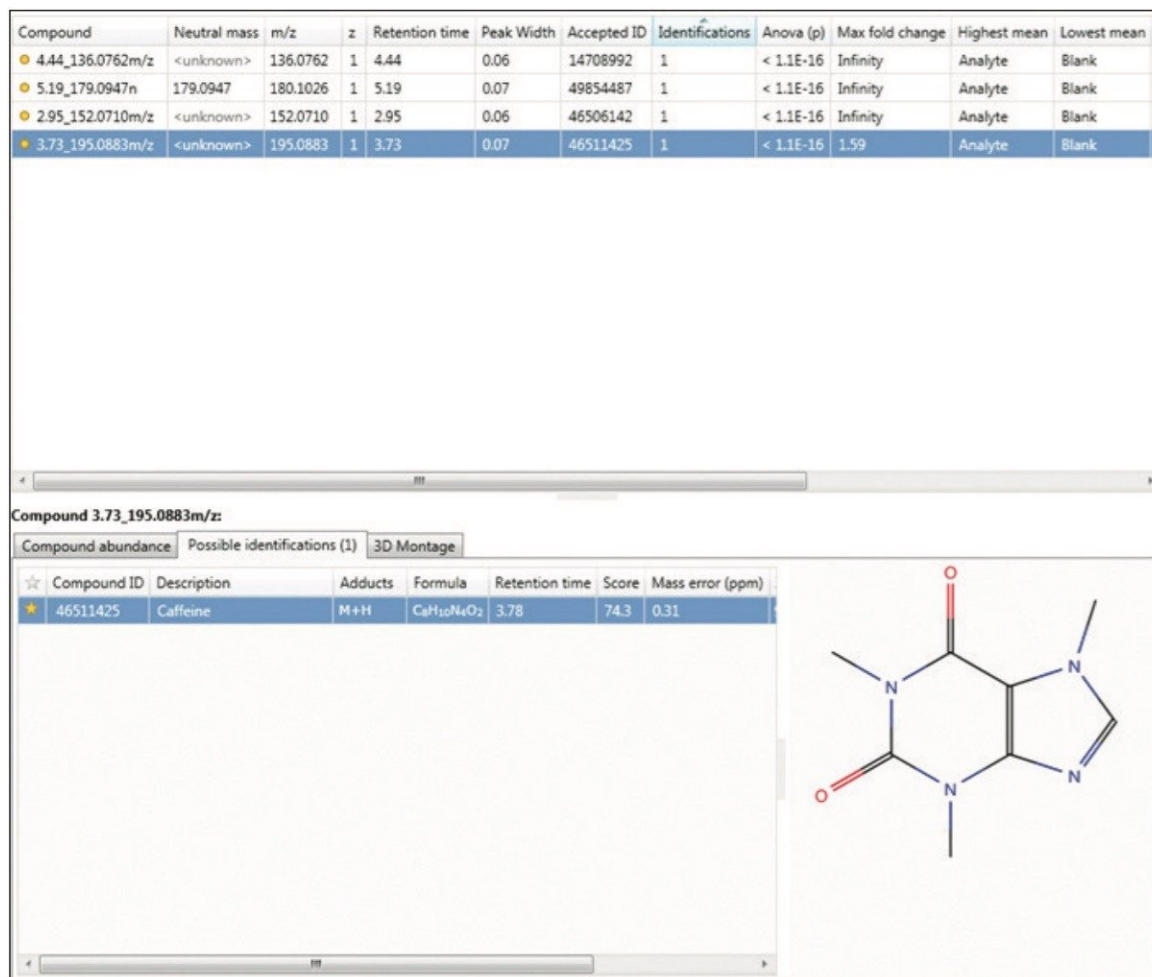 Compound Neutral mass m/z z Retention time Peak Width Accepted ID Identifications Anova (p) Max fold change Highest mean Lowest mean
4.44_136.0762m/z <unknown> 136.0762 1 4.44 0.06 14708992 1 < 1.1E-16 Infinity Analyte Blank
5.19_179.0947n 179.0947 180.1026 1 5.19 0.07 49854487 1 < 1.1E-16 Infinity Analyte Blank
2.95_152.0710m/z <unknown> 152.0710 1 2.95 0.06 46506142 1 < 1.1E-16 Infinity Analyte Blank
3.73_195.0883m/z <unknown> 195.0883 1 3.73 0.07 46511425 1 < 1.1E-16 1.59 Analyte Blank
Compound 3.73_195.0883m/z:
Compound abundance Possible identifications (1) 3D Montage
Compound ID Description Adducts Formula Retention time Score Mass error (ppm)
46511425 Caffeine M+H C₈H₁₀N₄O₂ 3.78 74.3 0.31
O
N
N
O
N
N